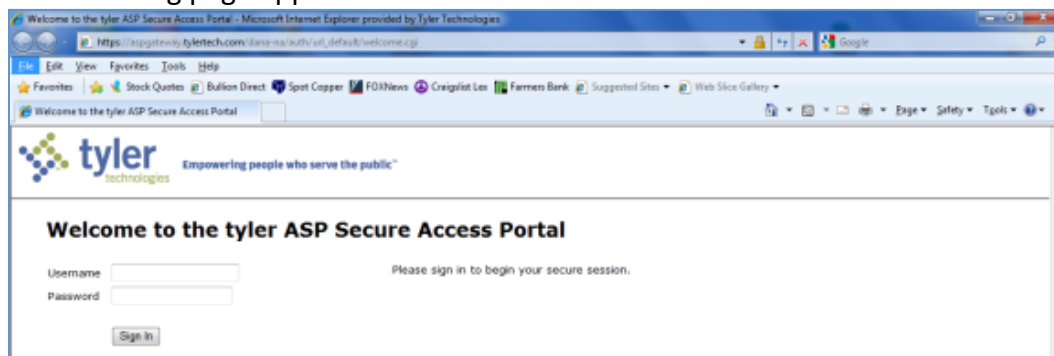 Welcome to the tyler ASP Secure Access Portal - Microsoft Internet Explorer provided by Tyler Technologies
https://aspgateway.tylertech.com/dana-na/auth/url_default/welcome.cgi
Google
File Edit View Favorites Tools Help
Favorites Stock Quotes Bullion Direct Spot Copper FOXNews Craigslist Lex Farmers Bank Suggested Sites Web Slice Gallery
Welcome to the tyler ASP Secure Access Portal
Page Safety Tools
tyler
technologies
Empowering people who serve the public™
Welcome to the tyler ASP Secure Access Portal
Username
Please sign in to begin your secure session.
Password
Sign In